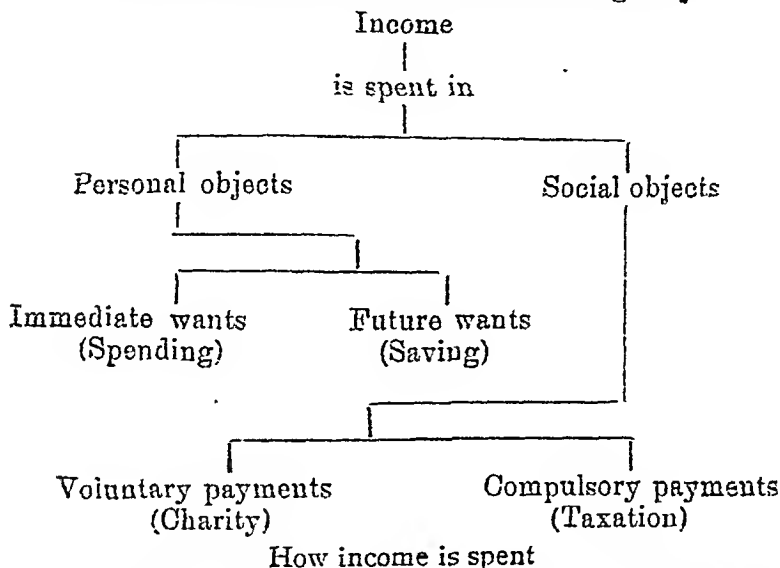 Income
is spent in
Personal objects Social objects
Immediate wants Future wants
(Spending) (Saving)
Voluntary payments Compulsory payments
(Charity) (Taxation)
How income is spent